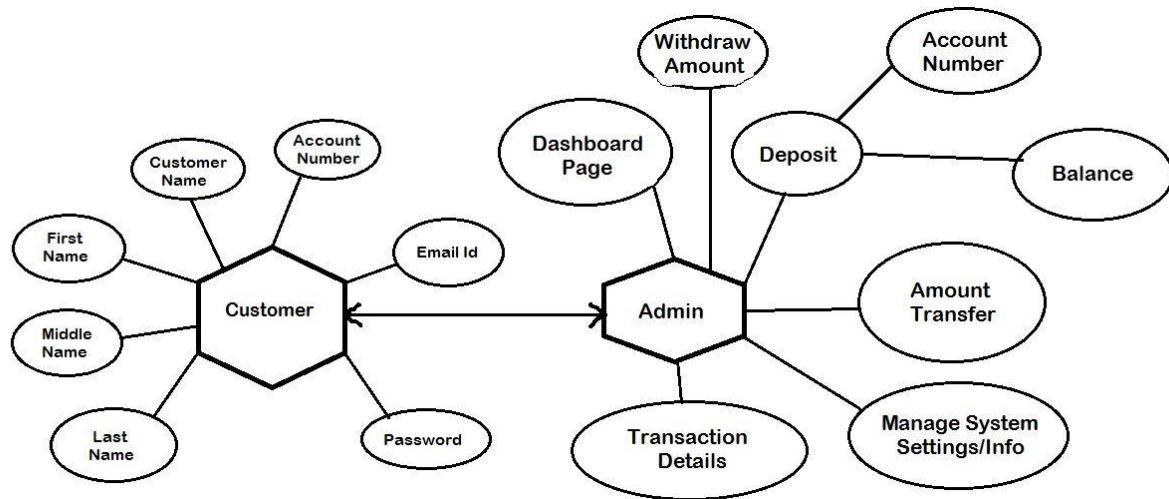 Withdraw
Amount
Account
Number
Dashboard
Page
Deposit
Balance
Customer
Name
Account
Number
First
Name
Email Id
Customer
Admin
Amount
Transfer
Middle
Name
Last
Name
Password
Transaction
Details
Manage System
Settings/Info